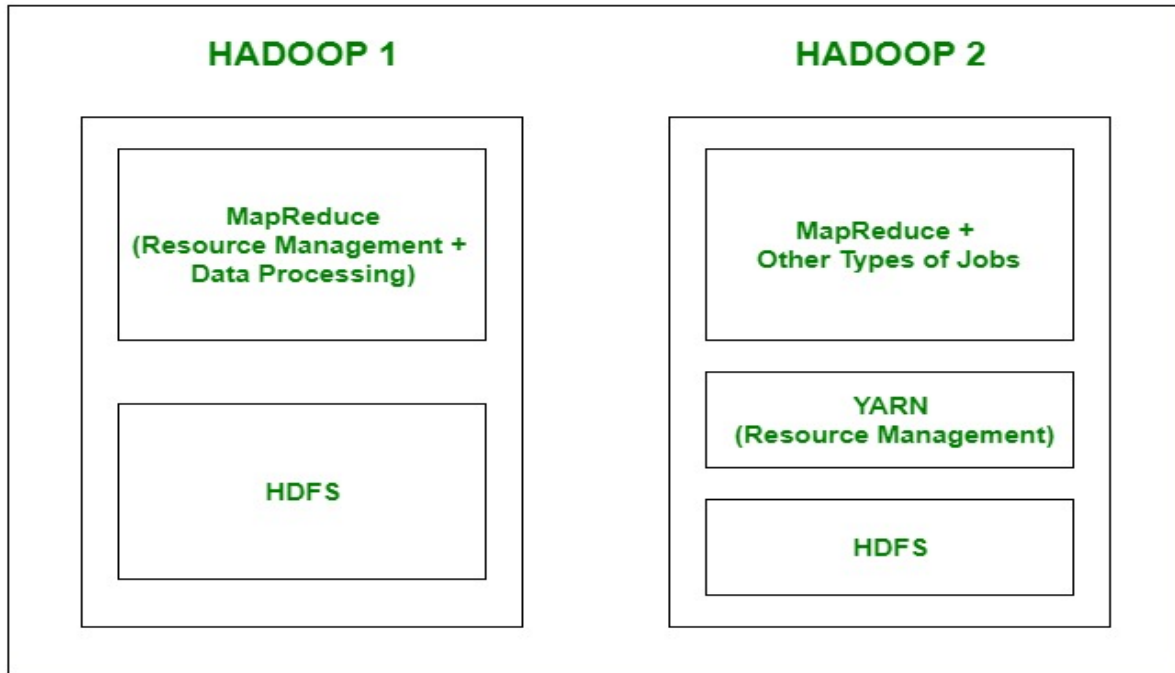 HADOOP 1
MapReduce
(Resource Management +
Data Processing)
HDFS
HADOOP 2
MapReduce +
Other Types of Jobs
YARN
(Resource Management)
HDFS